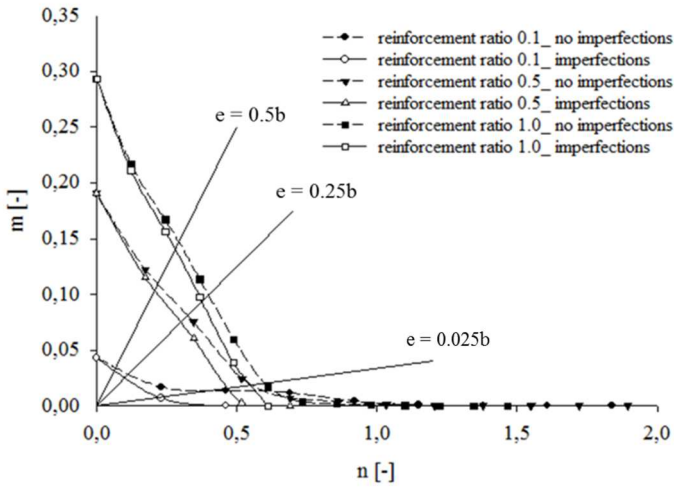 0,35
0,30
0,25
0,20
0,15
0,10
0,05
0,00
m [-]
reinforcement ratio 0.1_ no imperfections
reinforcement ratio 0.1_ imperfections
reinforcement ratio 0.5_ no imperfections
reinforcement ratio 0.5_ imperfections
reinforcement ratio 1.0_ no imperfections
reinforcement ratio 1.0_ imperfections
e = 0.5b
e = 0.25b
e = 0.025b
0,0
0,5
1,0
1,5
2,0
n [-]